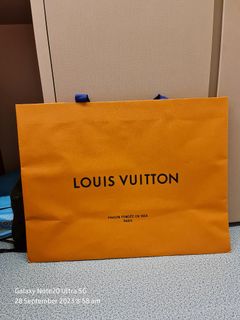 LOUIS VUITTON
MAISON FONDÉE EN 1854
PARIS
Galaxy Note20 Ultra 5G
28 September 2023 8:58 am